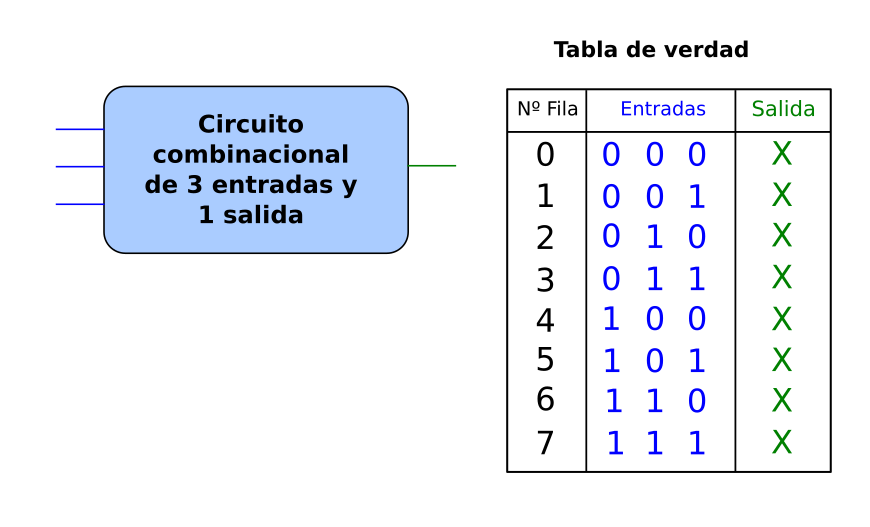 Circuito
combinacional
de 3 entradas y
1 salida
Tabla de verdad
Nº Fila Entradas Salida
0 0 0 0 X
1 0 0 1 X
2 0 1 0 X
3 0 1 1 X
4 1 0 0 X
5 1 0 1 X
6 1 1 0 X
7 1 1 1 X